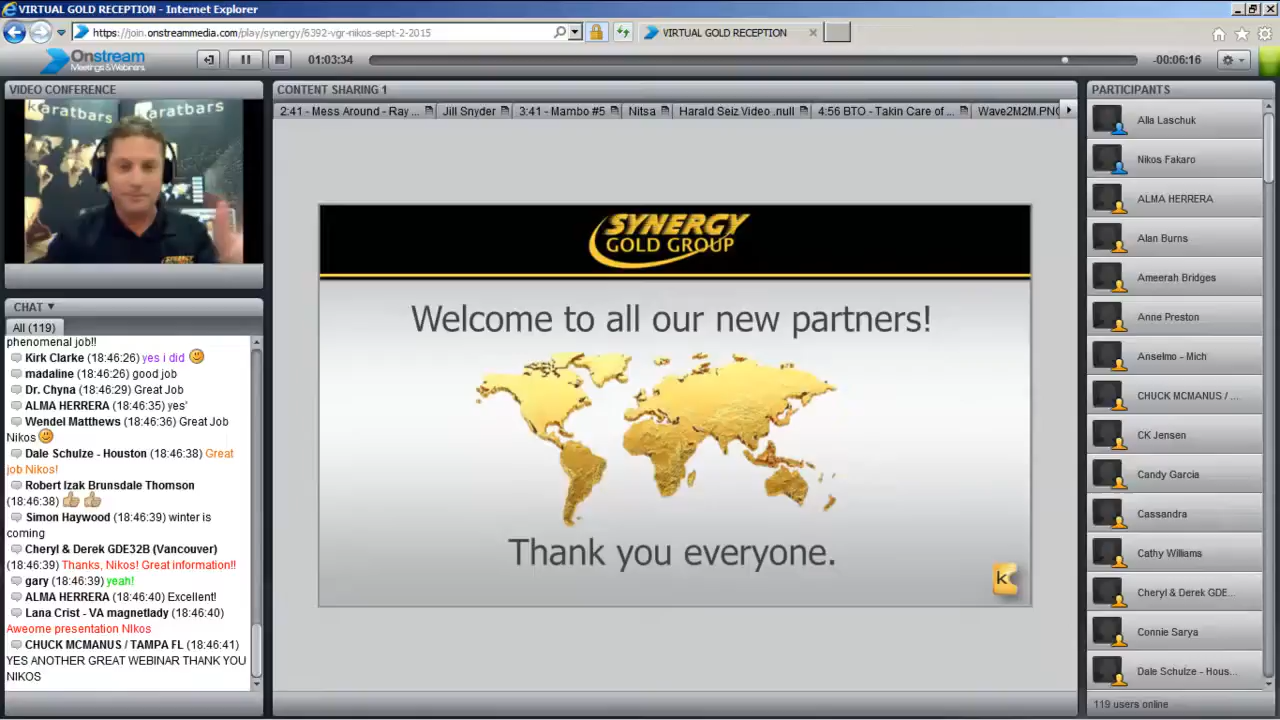 VIRTUAL GOLD RECEPTION - Internet Explorer
https://join.onstreammedia.com/play/synergy/6392-vgr-nikos-sept-2-2015
VIRTUAL GOLD RECEPTION
Onstream
Meetings & Webinars
01:03:34
-00:06:16
VIDEO CONFERENCE
karatbars
karatbars
CONTENT SHARING 1
2:41 - Mess Around - Ray ...
Jill Snyder
3:41 - Mambo #5
Nitsa
Harald Seiz Video .null
4:56 BTO - Takin Care of ...
Wave2M2M.PNG
SYNERGY
GOLD GROUP
Welcome to all our new partners!
Thank you everyone.
k
CHAT
All (119)
phenomenal job!!
Kirk Clarke (18:46:26) yes i did
madaline (18:46:26) good job
Dr. Chyna (18:46:29) Great Job
ALMA HERRERA (18:46:35) yes'
Wendel Matthews (18:46:36) Great Job
Nikos
Dale Schulze - Houston (18:46:38) Great
job Nikos!
Robert Izak Brunsdale Thomson
(18:46:38)
Simon Haywood (18:46:39) winter is
coming
Cheryl & Derek GDE32B (Vancouver)
(18:46:39) Thanks, Nikos! Great information!!
gary (18:46:39) yeah!
ALMA HERRERA (18:46:40) Excellent!
Lana Crist - VA magnetlady (18:46:40)
Aweome presentation NIkos
CHUCK MCMANUS / TAMPA FL (18:46:41)
YES ANOTHER GREAT WEBINAR THANK YOU
NIKOS
PARTICIPANTS
Alla Laschuk
Nikos Fakaro
ALMA HERRERA
Alan Burns
Ameerah Bridges
Anne Preston
Anselmo - Mich
CHUCK MCMANUS / ...
CK Jensen
Candy Garcia
Cassandra
Cathy Williams
Cheryl & Derek GDE...
Connie Sarya
Dale Schulze - Hous...
119 users online